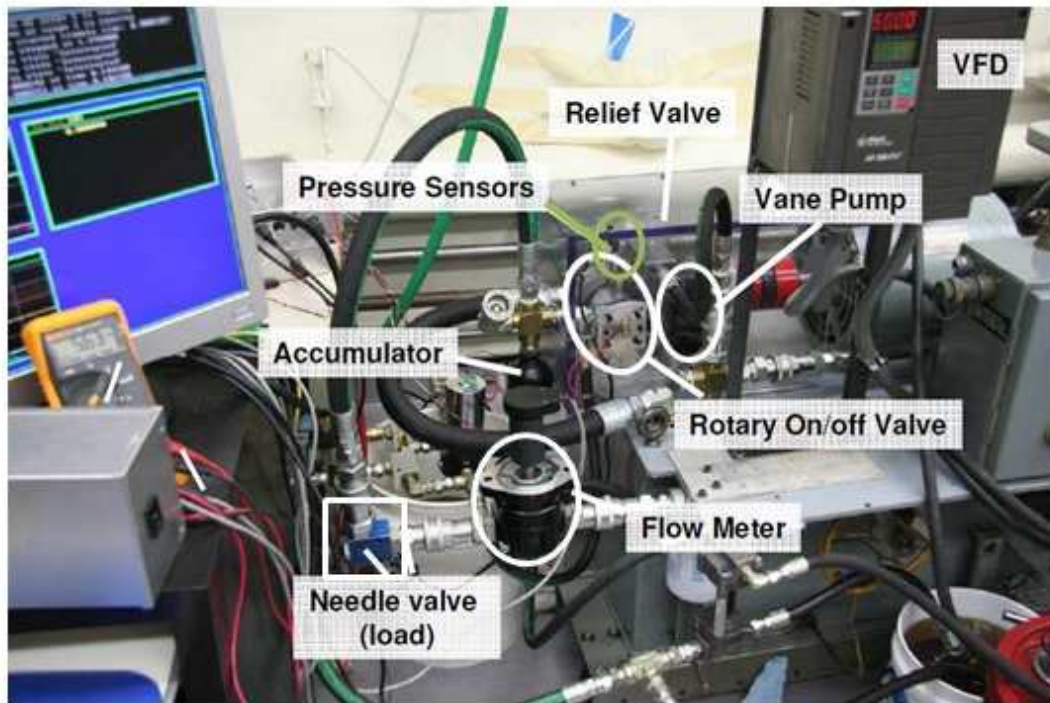 VFD
Relief Valve
Pressure Sensors
Vane Pump
Accumulator
Rotary On/off Valve
Flow Meter
Needle valve
(load)